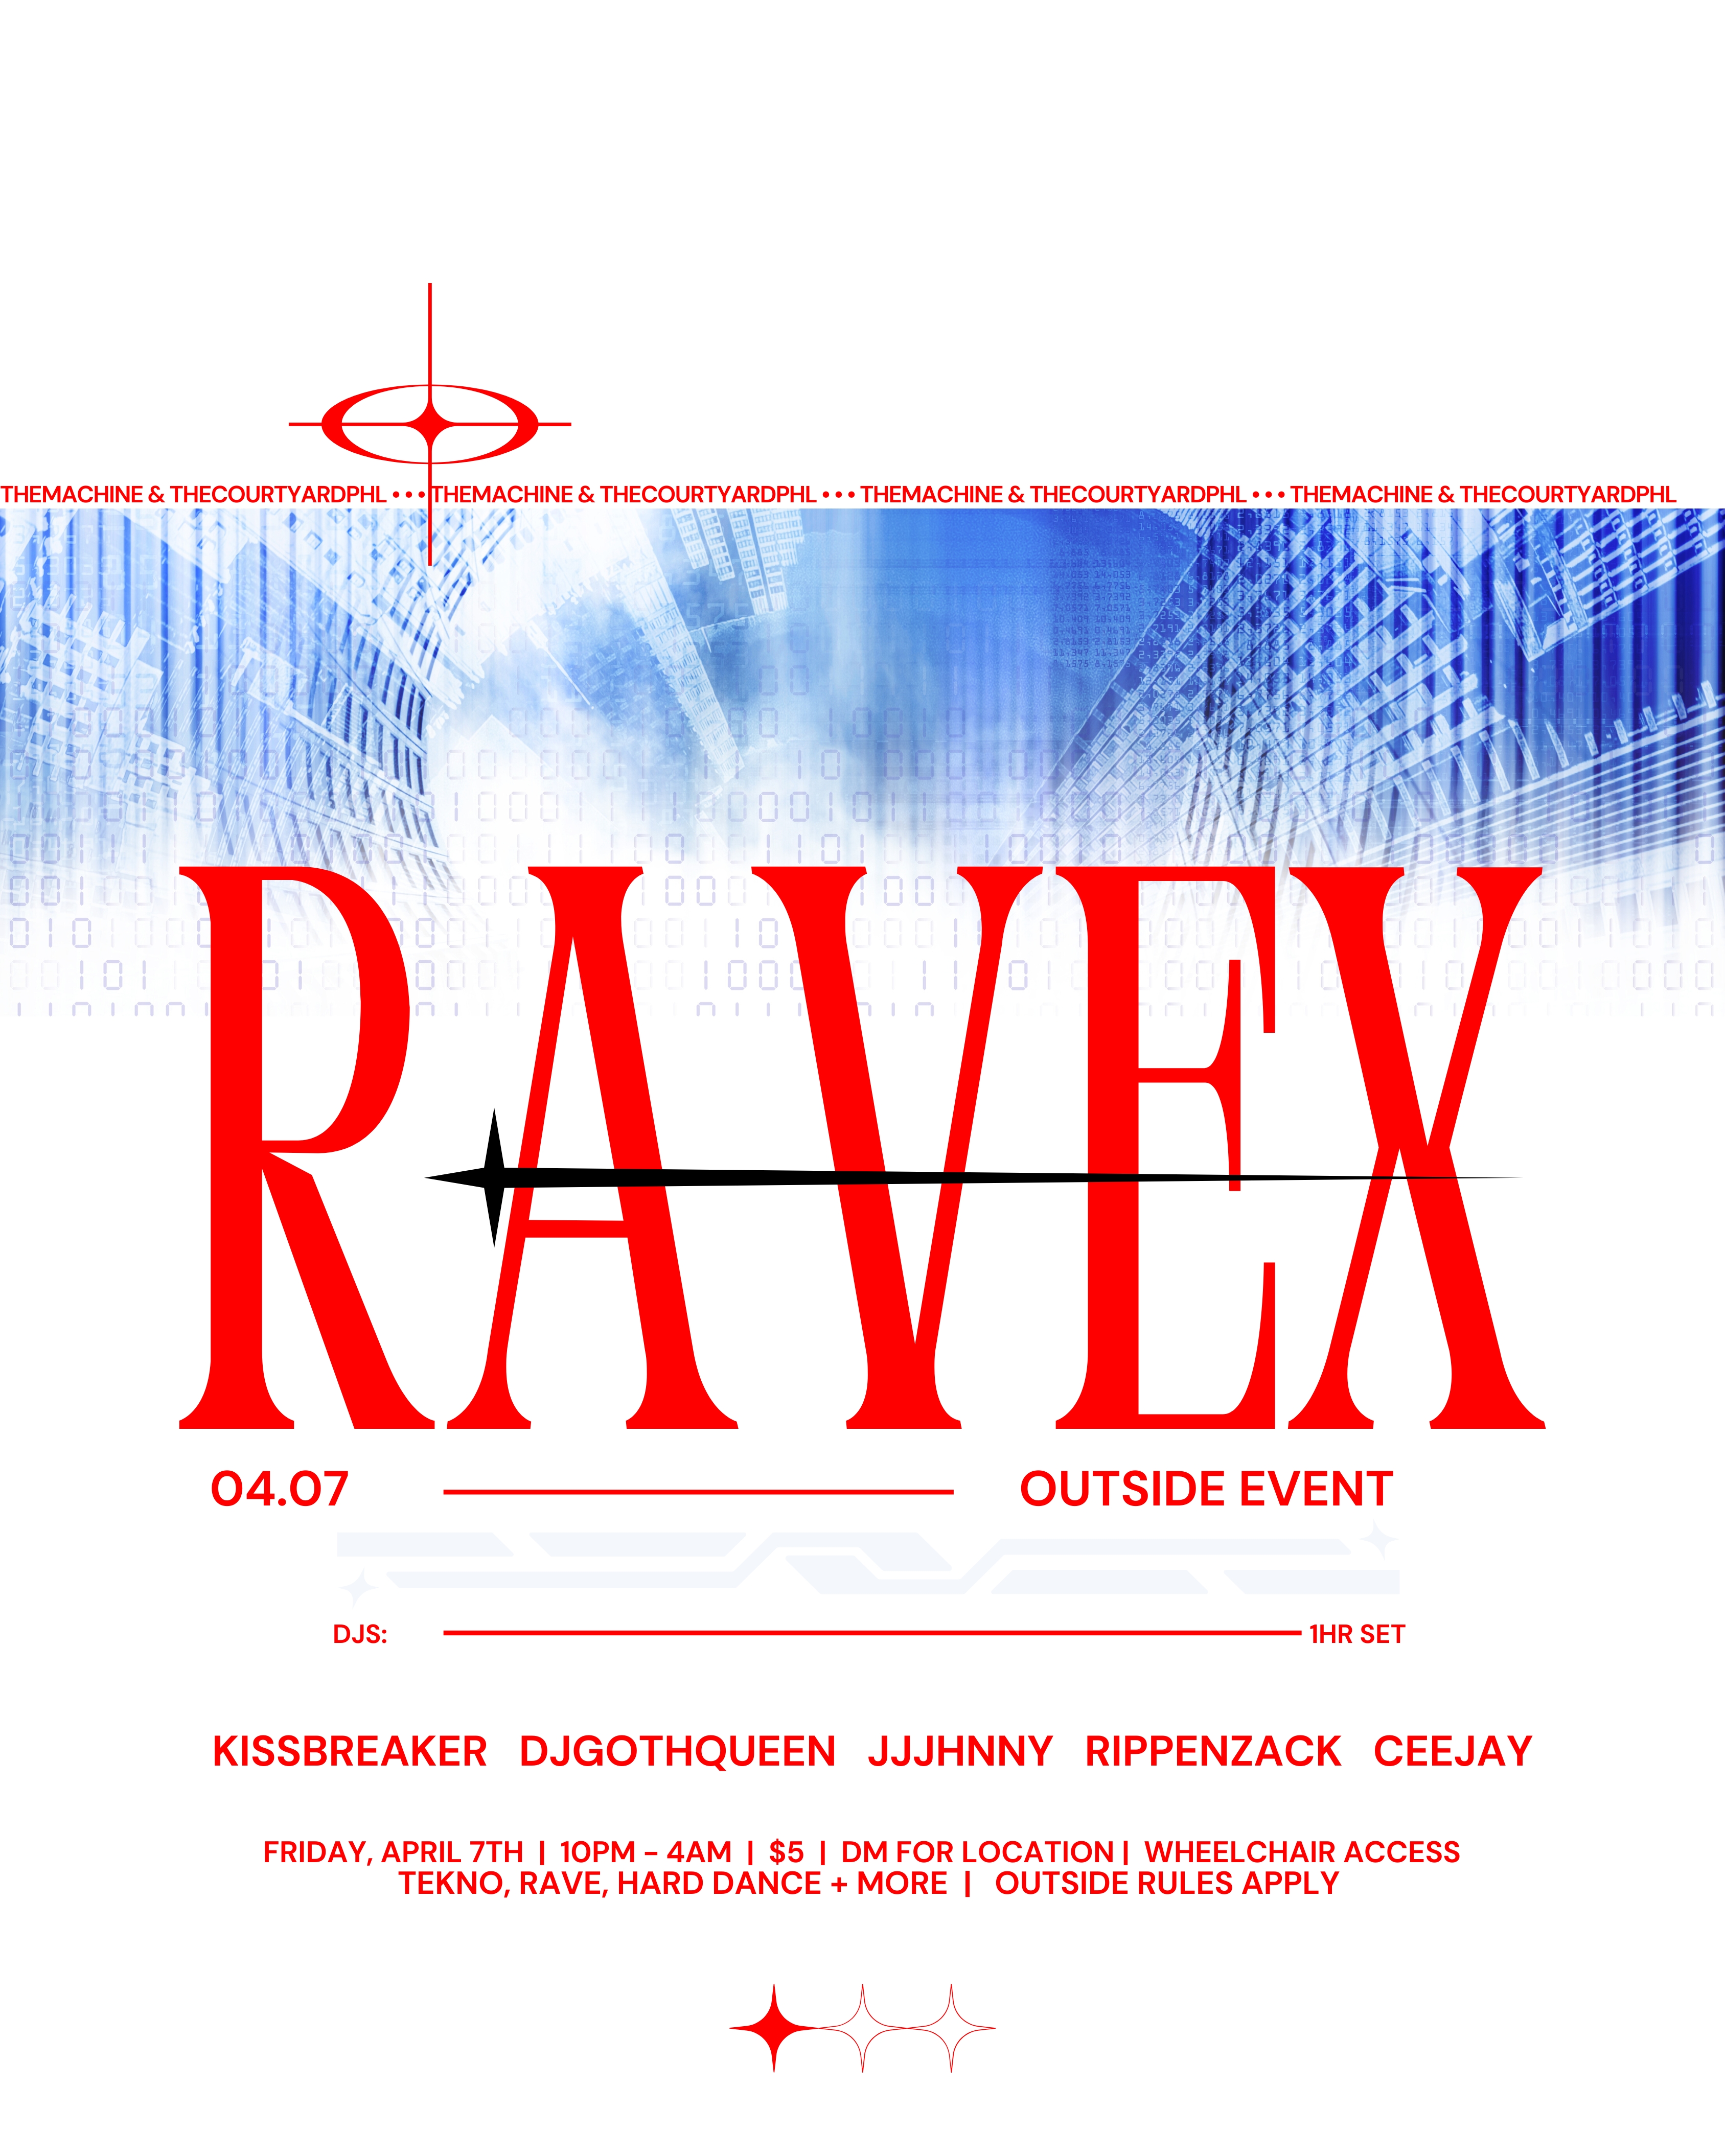 THEMACHINE & THECOURTYARDPHL ••• THEMACHINE & THECOURTYARDPHL ••• THEMACHINE & THECOURTYARDPHL ••• THEMACHINE & THECOURTYARDPHL
RAVEX
04.07 OUTSIDE EVENT
DJS: 1HR SET
KISSBREAKER DJGOTHQUEEN JJJHNNY RIPPENZACK CEEJAY
FRIDAY, APRIL 7TH | 10PM – 4AM | $5 | DM FOR LOCATION | WHEELCHAIR ACCESS
TEKNO, RAVE, HARD DANCE + MORE | OUTSIDE RULES APPLY